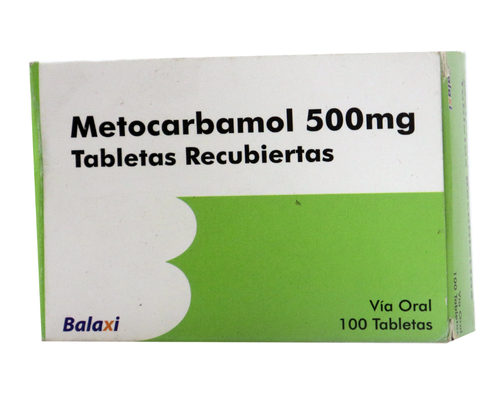 Metocarbamol 500mg
Tabletas Recubiertas
Balaxi
Vía Oral
100 Tabletas